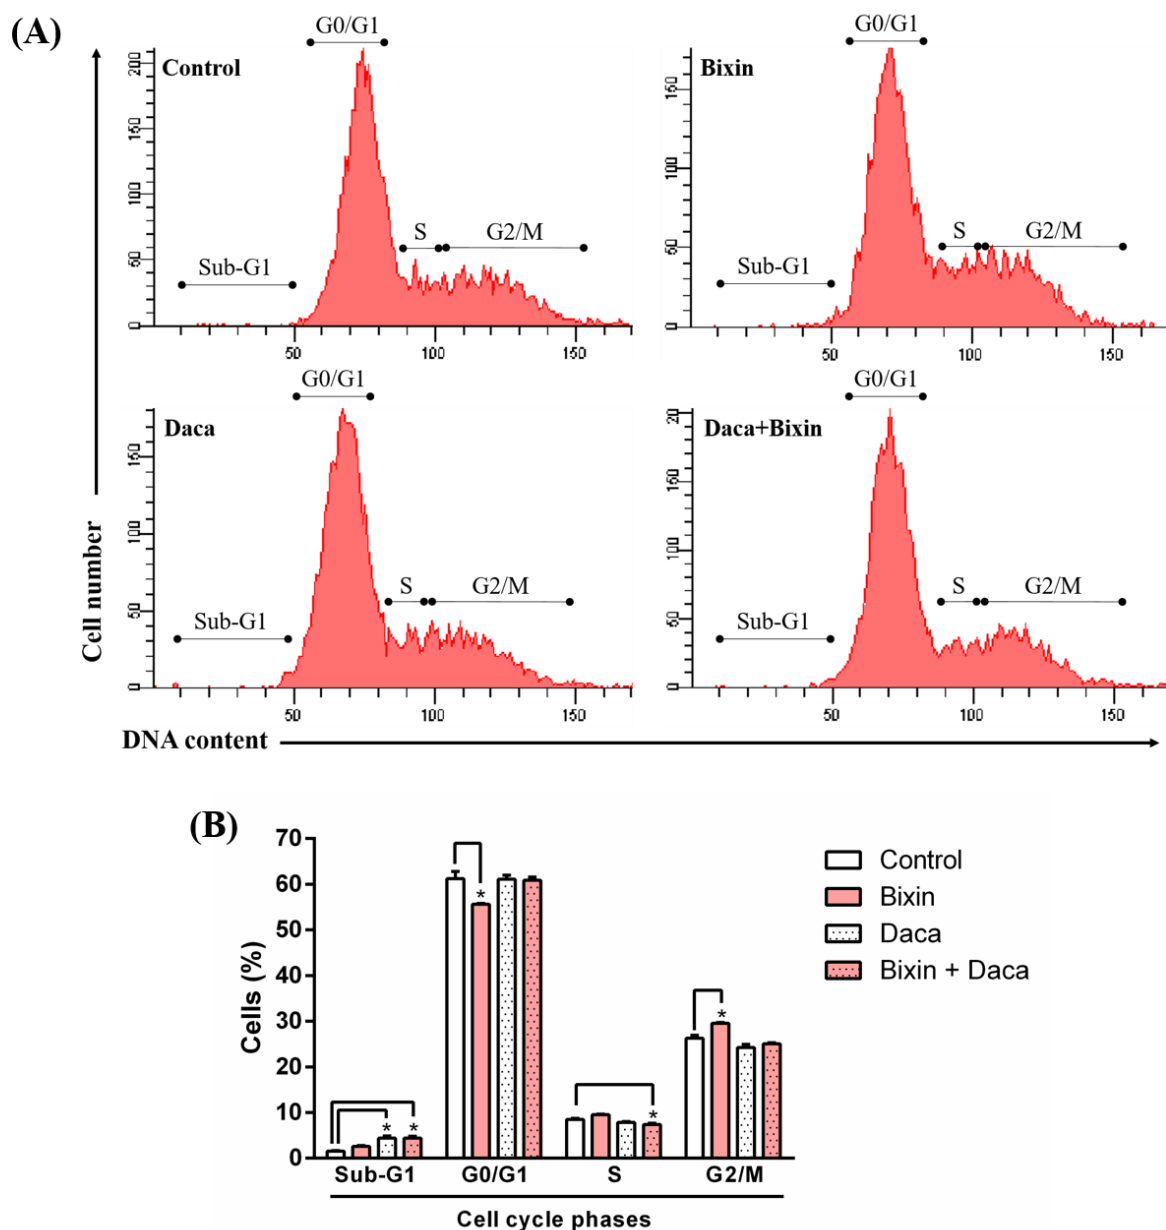 (A)
Cell number
Control
G0/G1
S
G2/M
Sub-G1
200
150
100
50
0
50
100
150
Bixin
G0/G1
S
G2/M
Sub-G1
150
100
50
0
50
100
150
Daca
G0/G1
S
G2/M
Sub-G1
150
100
50
0
50
100
150
Daca+Bixin
G0/G1
S
G2/M
Sub-G1
150
100
50
0
50
100
150
DNA content
(B)
Cells (%)
70
60
50
40
30
20
10
0
* *
*
*
*
Sub-G1 G0/G1 S G2/M
Cell cycle phases
Control
Bixin
Daca
Bixin + Daca